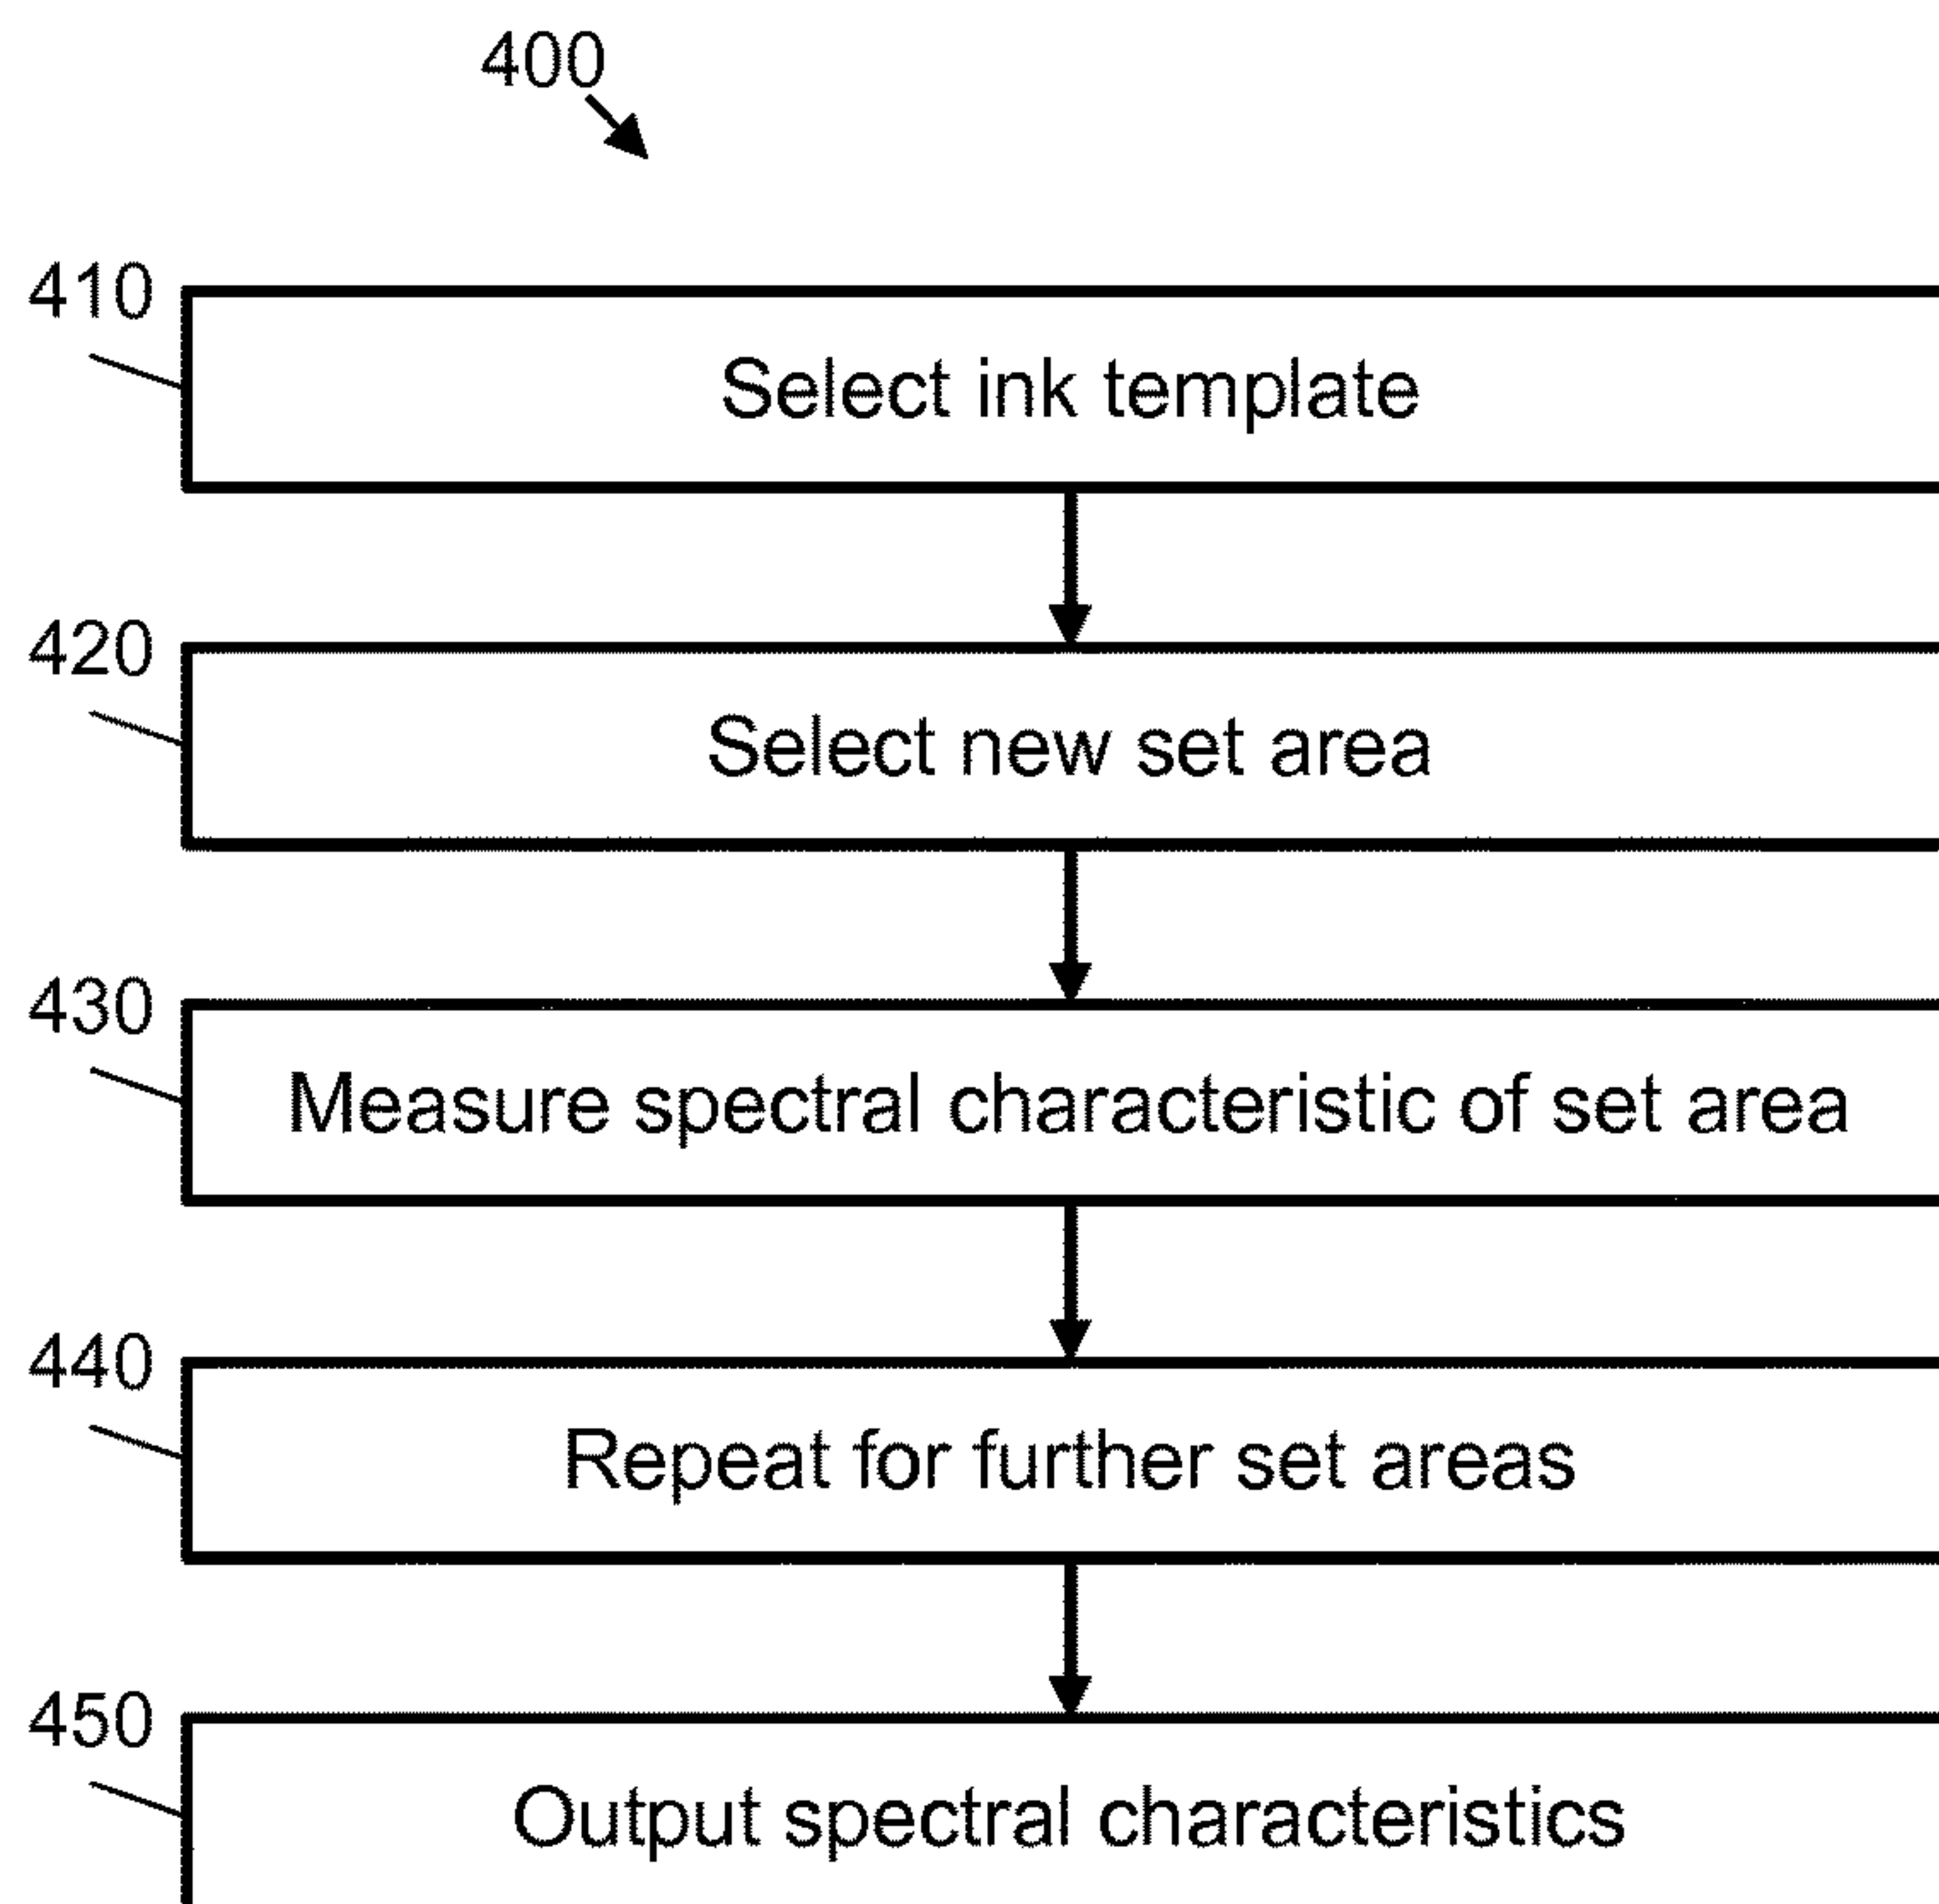 400
410
Select ink template
420
Select new set area
430
Measure spectral characteristic of set area
440
Repeat for further set areas
450
Output spectral characteristics